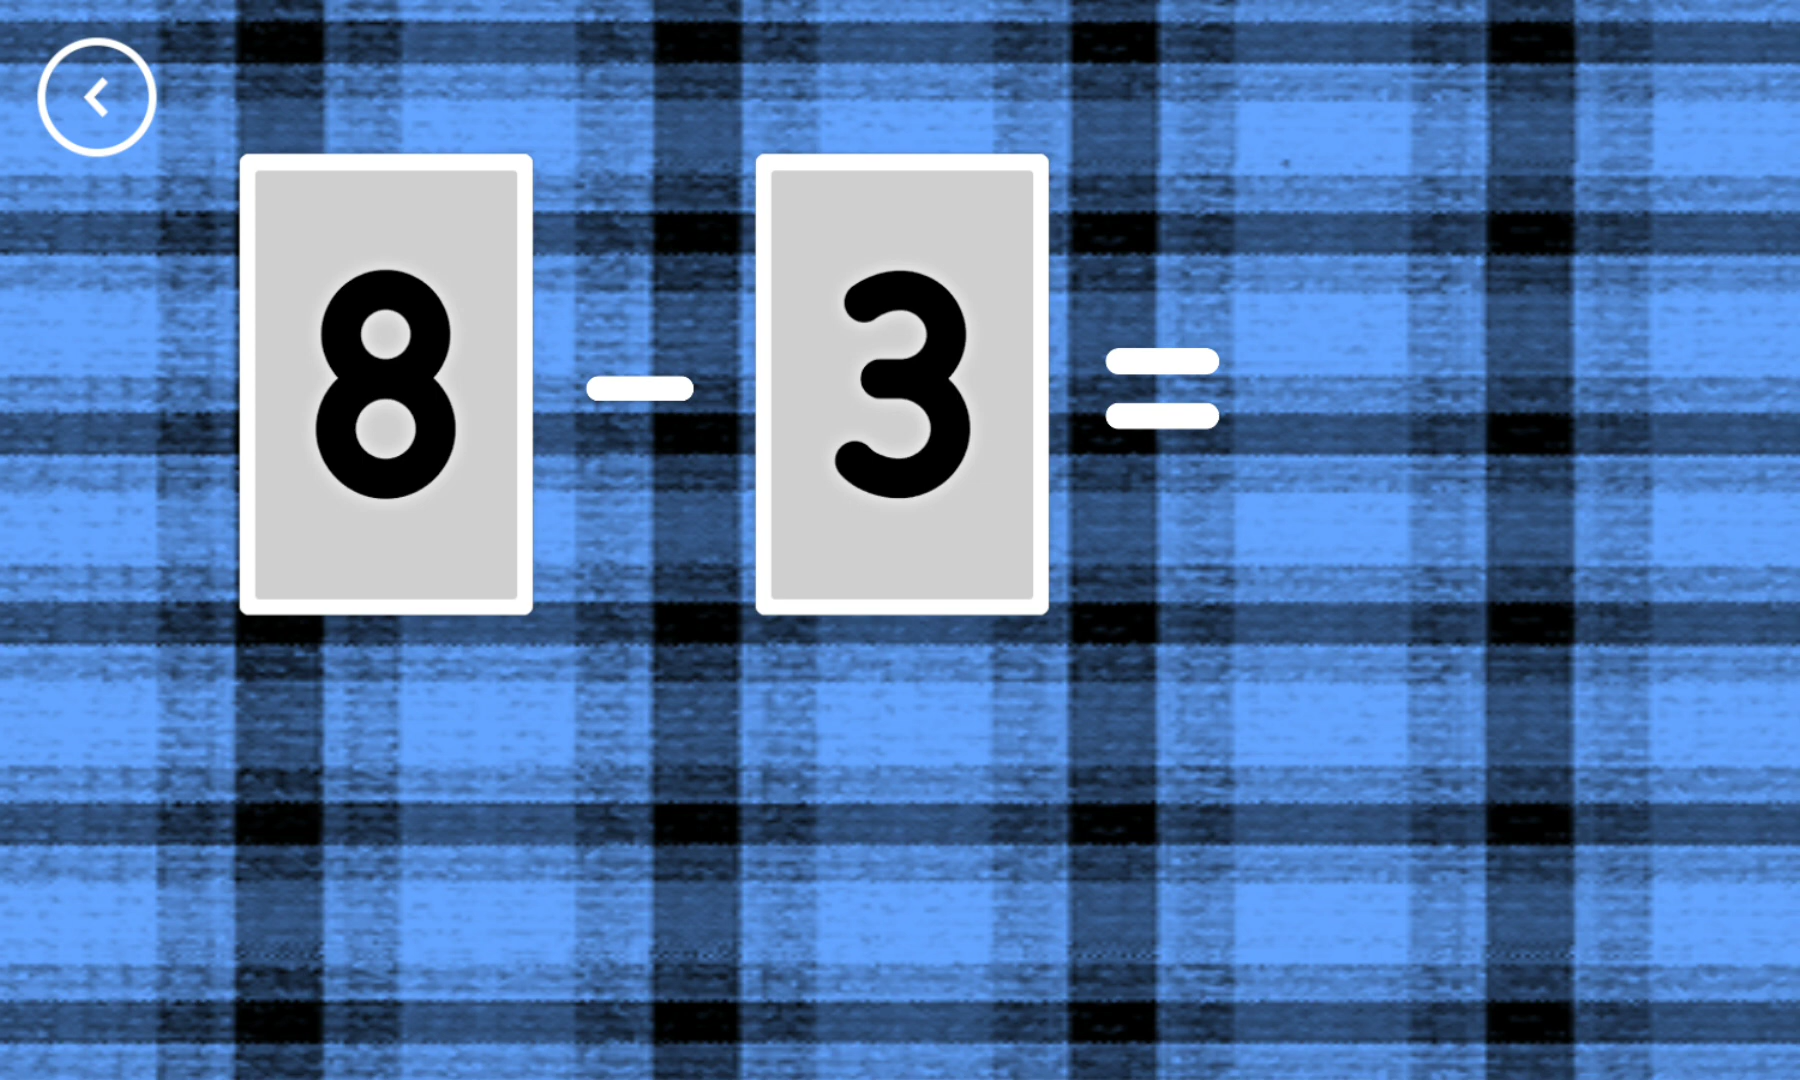 8 - 3 =